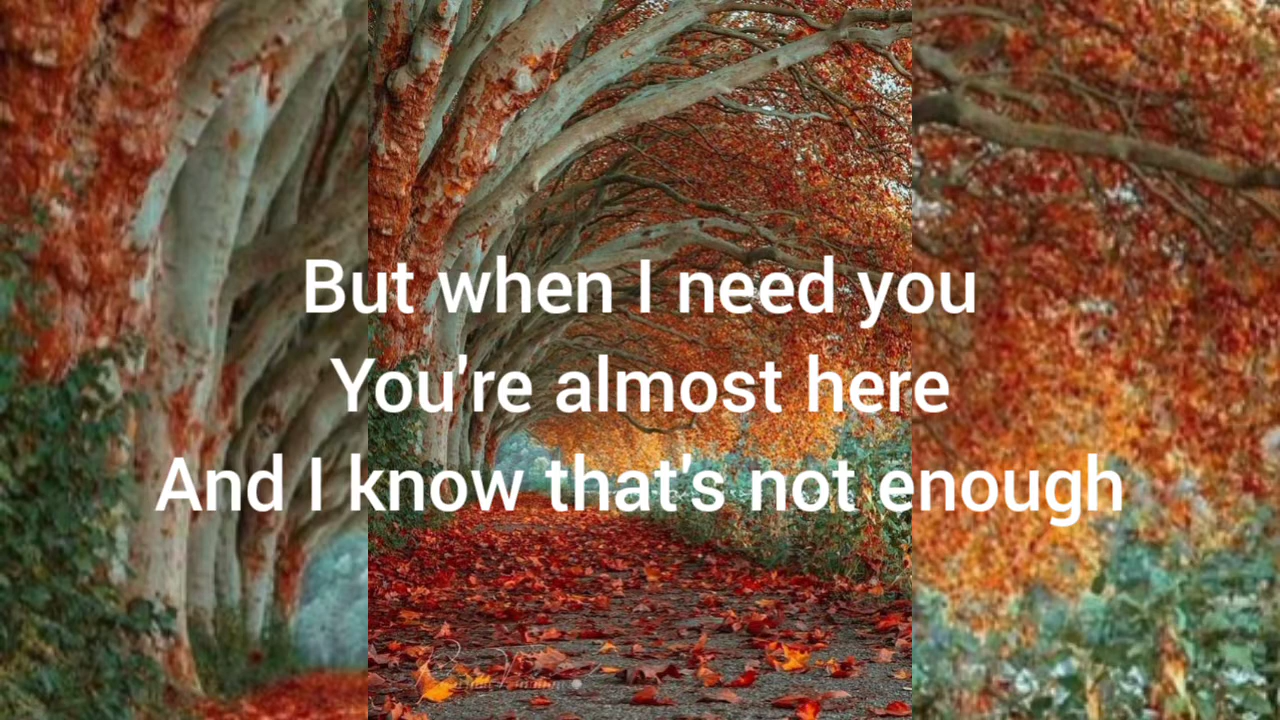 But when I need you
You're almost here
And I know that's not enough